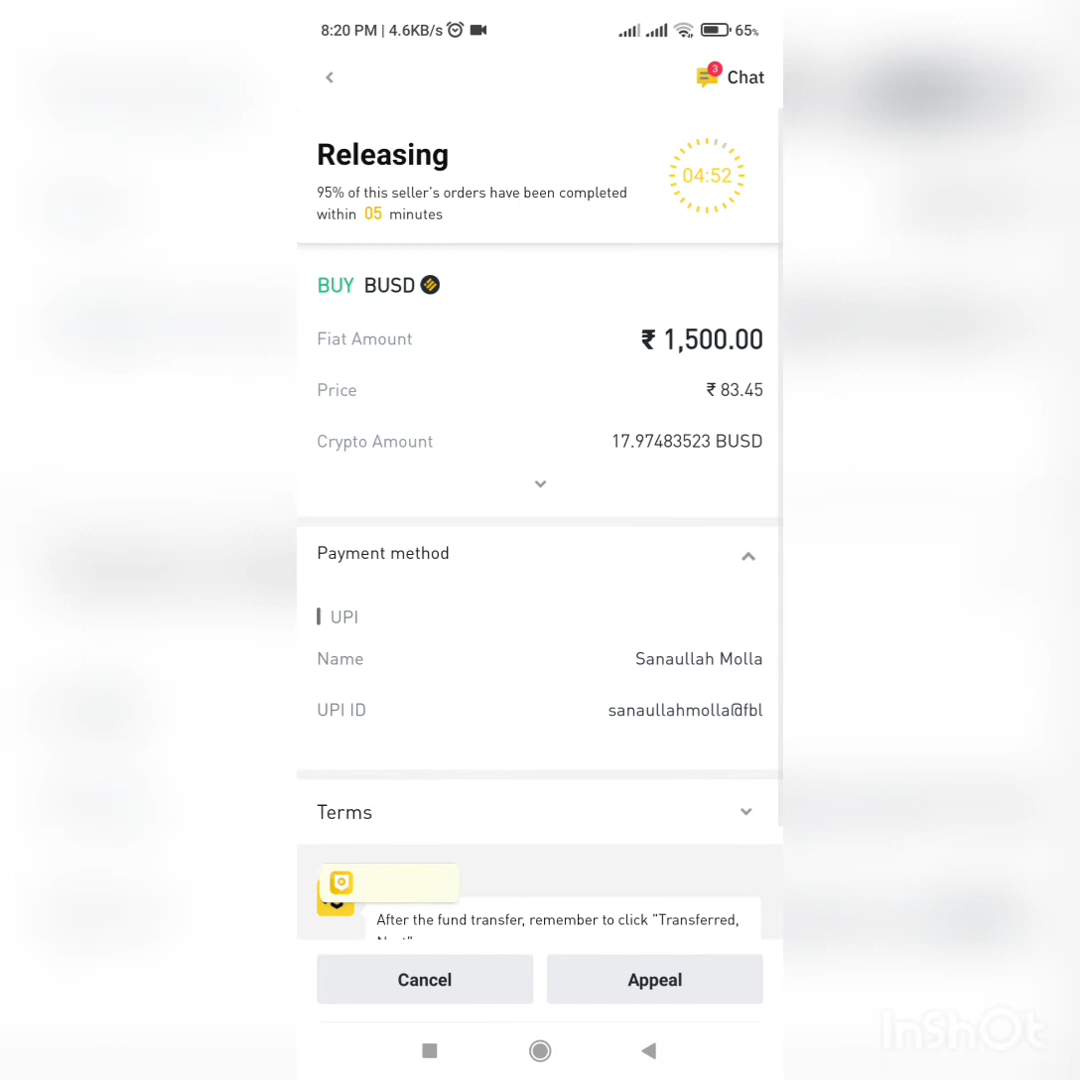 8:20 PM | 4.6KB/s 65%
3 Chat
Releasing
04:52
95% of this seller's orders have been completed
within 05 minutes
BUY BUSD
Fiat Amount ₹ 1,500.00
Price ₹ 83.45
Crypto Amount 17.97483523 BUSD
Payment method
UPI
Name Sanaullah Molla
UPI ID sanaullahmolla@fbl
Terms
After the fund transfer, remember to click "Transferred,
Cancel Appeal
InShOt